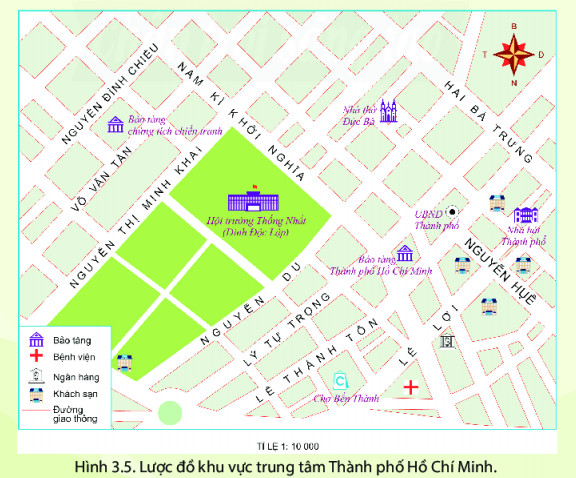 B
T Đ
N
NGUYỄN ĐÌNH CHIỂU
NAM KÌ KHỞI NGHĨA
HAI BÀ TRƯNG
Bảo tàng
chứng tích chiến tranh
Nhà thờ
Đức Bà
VÕ VĂN TẦN
NGUYỄN THỊ MINH KHAI
Hội trường Thống Nhất
(Dinh Độc Lập)
UBND
Thành phố
Nhà hát
Thành phố
Bảo tàng
Thành phố Hồ Chí Minh
NGUYỄN HUỆ
NGUYỄN DU
LÝ TỰ TRỌNG
LÊ THÁNH TÔN
LÊ LỢI
C
Chợ Bến Thành
Bảo tàng
Bệnh viện
Ngân hàng
Khách sạn
Đường
giao thông
TỈ LỆ 1: 10 000
Hình 3.5. Lược đồ khu vực trung tâm Thành phố Hồ Chí Minh.